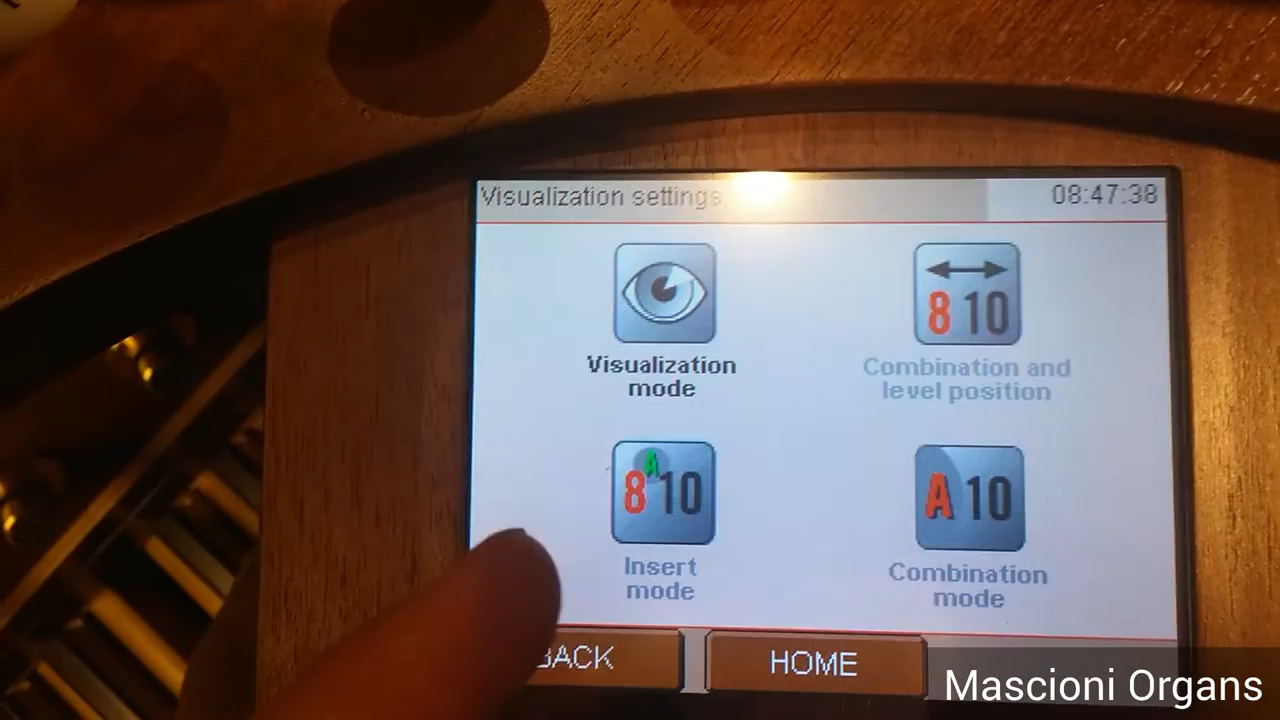 Visualization settings
08:47:38
8 10
Visualization
mode
Combination and
level position
A
8 10
A 10
Insert
mode
Combination
mode
BACK
HOME
Mascioni Organs